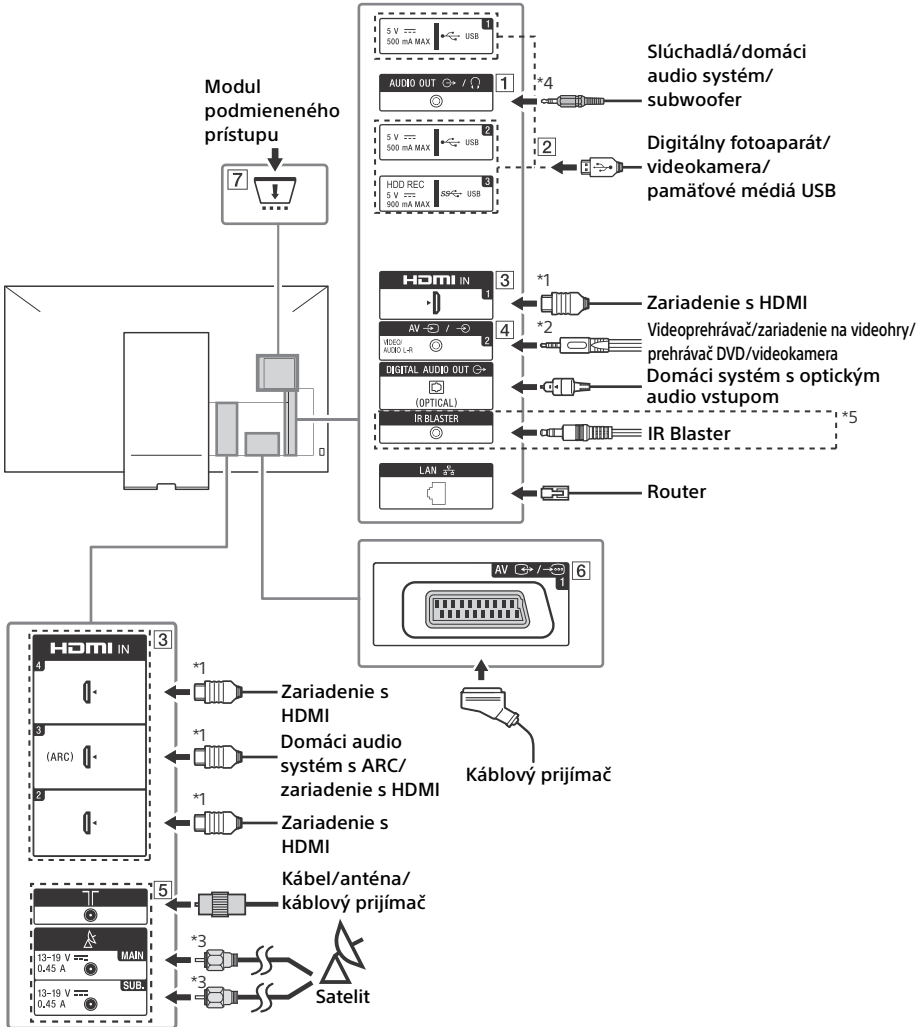 5 V
500 mA MAX
USB
1
Modul
podmieneného
prístupu
7
AUDIO OUT /
1
*4
Slúchadlá/domáci
audio systém/
subwoofer
5 V
500 mA MAX
USB
2
2
Digitálny fotoaparát/
videokamera/
pamäťové médiá USB
HDD REC
5 V
900 mA MAX
SS
USB
3
HDMI IN
1
3
*1
Zariadenie s HDMI
AV /
VIDEO/
AUDIO L-R
2
4
*2
Videoprehrávač/zariadenie na videohry/
prehrávač DVD/videokamera
DIGITAL AUDIO OUT
(OPTICAL)
Domáci systém s optickým
audio vstupom
IR BLASTER
IR Blaster
*5
LAN
Router
AV /
1
6
Káblový prijímač
HDMI IN
3
4
*1
Zariadenie s
HDMI
3
(ARC)
*1
Domáci audio
systém s ARC/
zariadenie s HDMI
2
*1
Zariadenie s
HDMI
5
Kábel/anténa/
káblový prijímač
13-19 V
0.45 A
MAIN
*3
13-19 V
0.45 A
SUB.
*3
Satelit